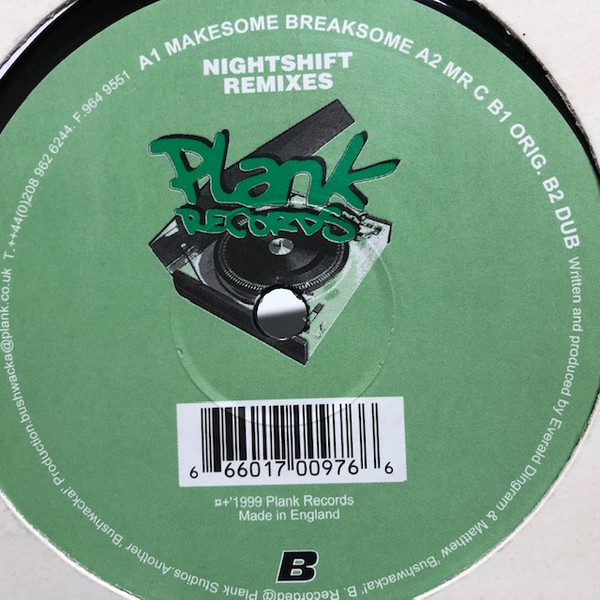 A1 MAKESOME BREAKSOME A2 MR C B1 ORIG. B2 DUB
NIGHTSHIFT
REMIXES
Plank
RECORDS
6 66017 00976 6
¤+'1999 Plank Records
Made in England
B
Written and produced by Everald Dingram & Matthew 'Bushwacka!' B. Recorded@ Plank Studios.Another 'Bushwacka!' Production.bushwacka@plank.co.uk T.++44(0)208 962 6244. F.964 9551